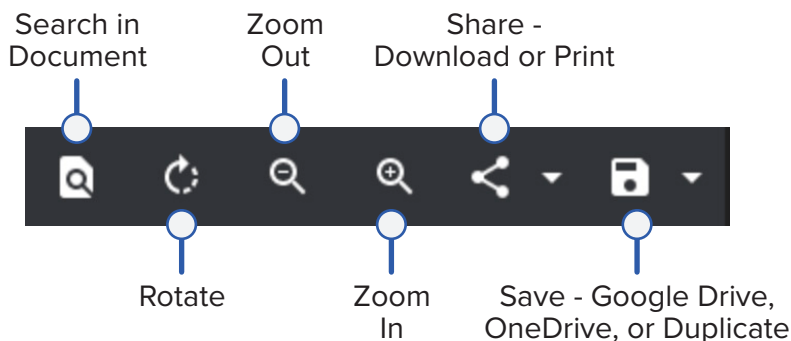 Search in
Document
Zoom
Out
Share -
Download or Print
Rotate
Zoom
In
Save - Google Drive,
OneDrive, or Duplicate